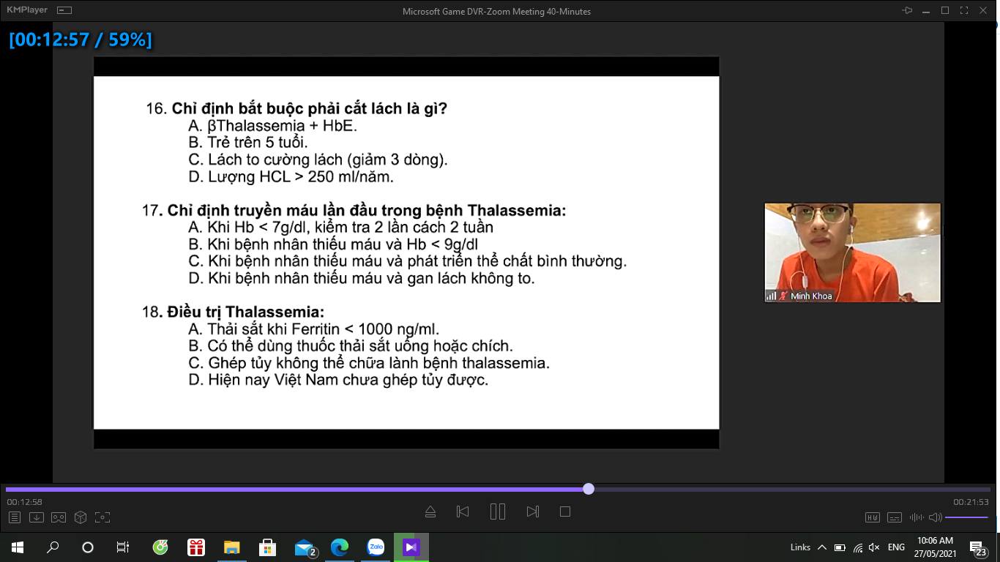 KMPlayer
Microsoft Game DVR-Zoom Meeting 40-Minutes
[00:12:57 / 59%]
16. Chỉ định bắt buộc phải cắt lách là gì?
A. βThalassemia + HbE.
B. Trẻ trên 5 tuổi.
C. Lách to cường lách (giảm 3 dòng).
D. Lượng HCL > 250 ml/năm.
17. Chỉ định truyền máu lần đầu trong bệnh Thalassemia:
A. Khi Hb < 7g/dl, kiểm tra 2 lần cách 2 tuần
B. Khi bệnh nhân thiếu máu và Hb < 9g/dl
C. Khi bệnh nhân thiếu máu và phát triển thể chất bình thường.
D. Khi bệnh nhân thiếu máu và gan lách không to.
18. Điều trị Thalassemia:
A. Thải sắt khi Ferritin < 1000 ng/ml.
B. Có thể dùng thuốc thải sắt uống hoặc chích.
C. Ghép tủy không thể chữa lành bệnh thalassemia.
D. Hiện nay Việt Nam chưa ghép tủy được.
Minh Khoa
00:12:58
00:21:53
HW
Zalo
2
Links
ENG
10:06 AM
27/05/2021
23